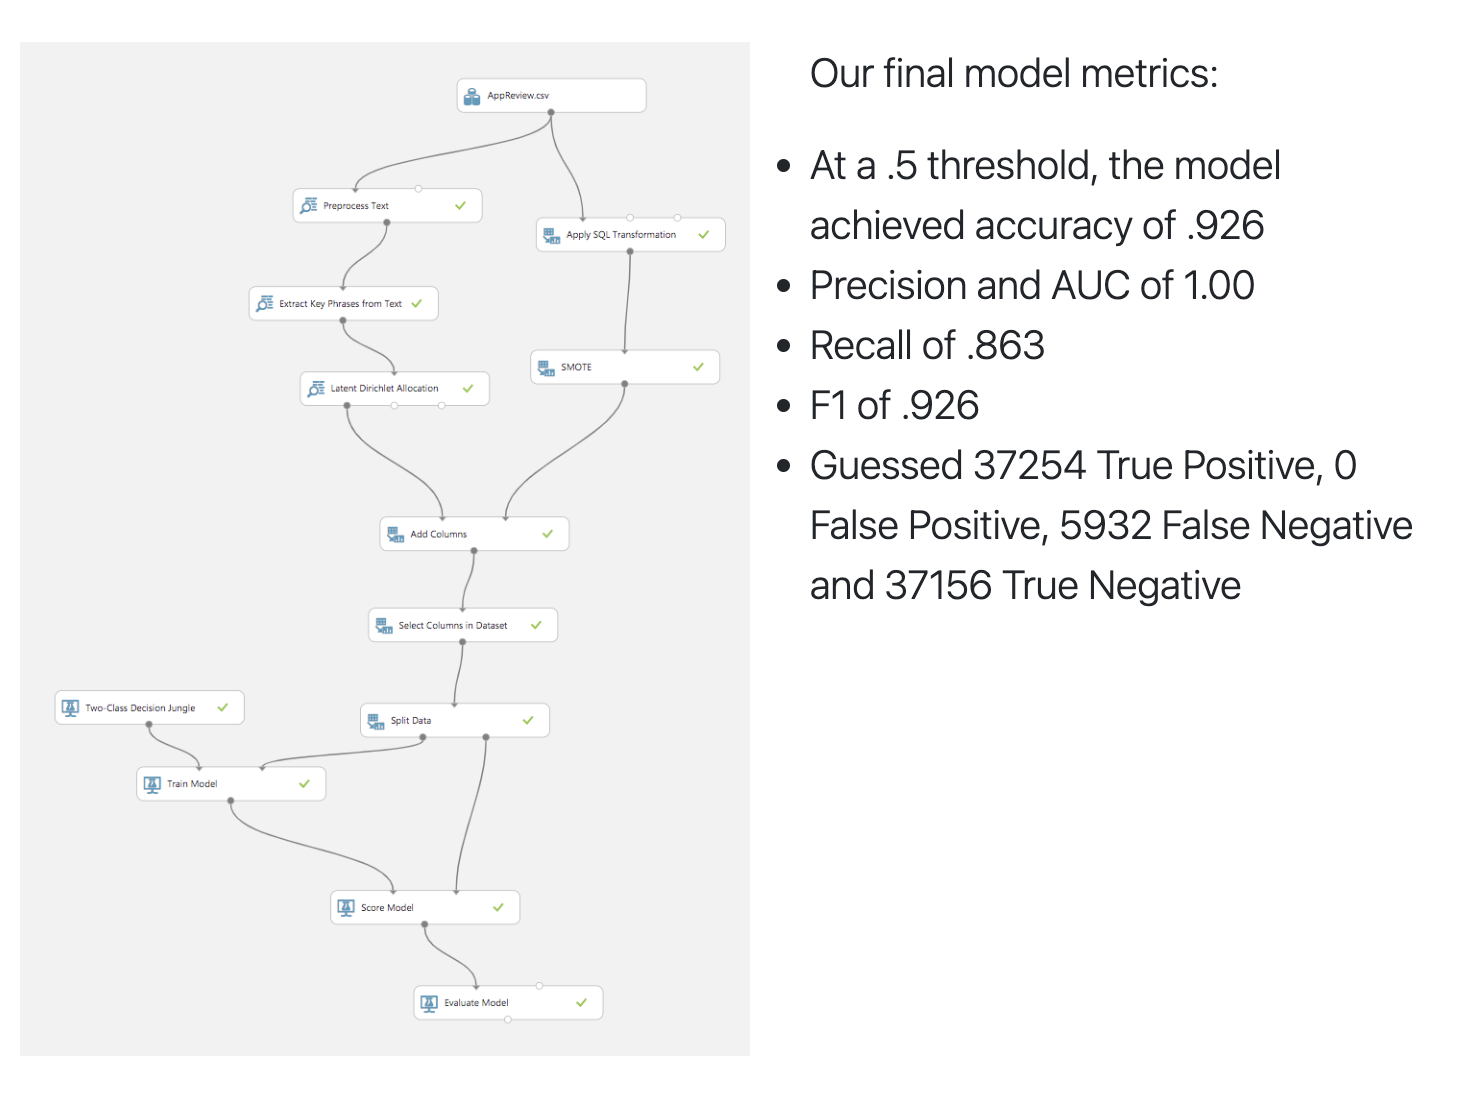 AppReview.csv
Preprocess Text
Apply SQL Transformation
Extract Key Phrases from Text
SMOTE
Latent Dirichlet Allocation
Add Columns
Select Columns in Dataset
Two-Class Decision Jungle
Split Data
Train Model
Score Model
Evaluate Model
Our final model metrics:
• At a .5 threshold, the model
achieved accuracy of .926
• Precision and AUC of 1.00
• Recall of .863
• F1 of .926
• Guessed 37254 True Positive, 0
False Positive, 5932 False Negative
and 37156 True Negative